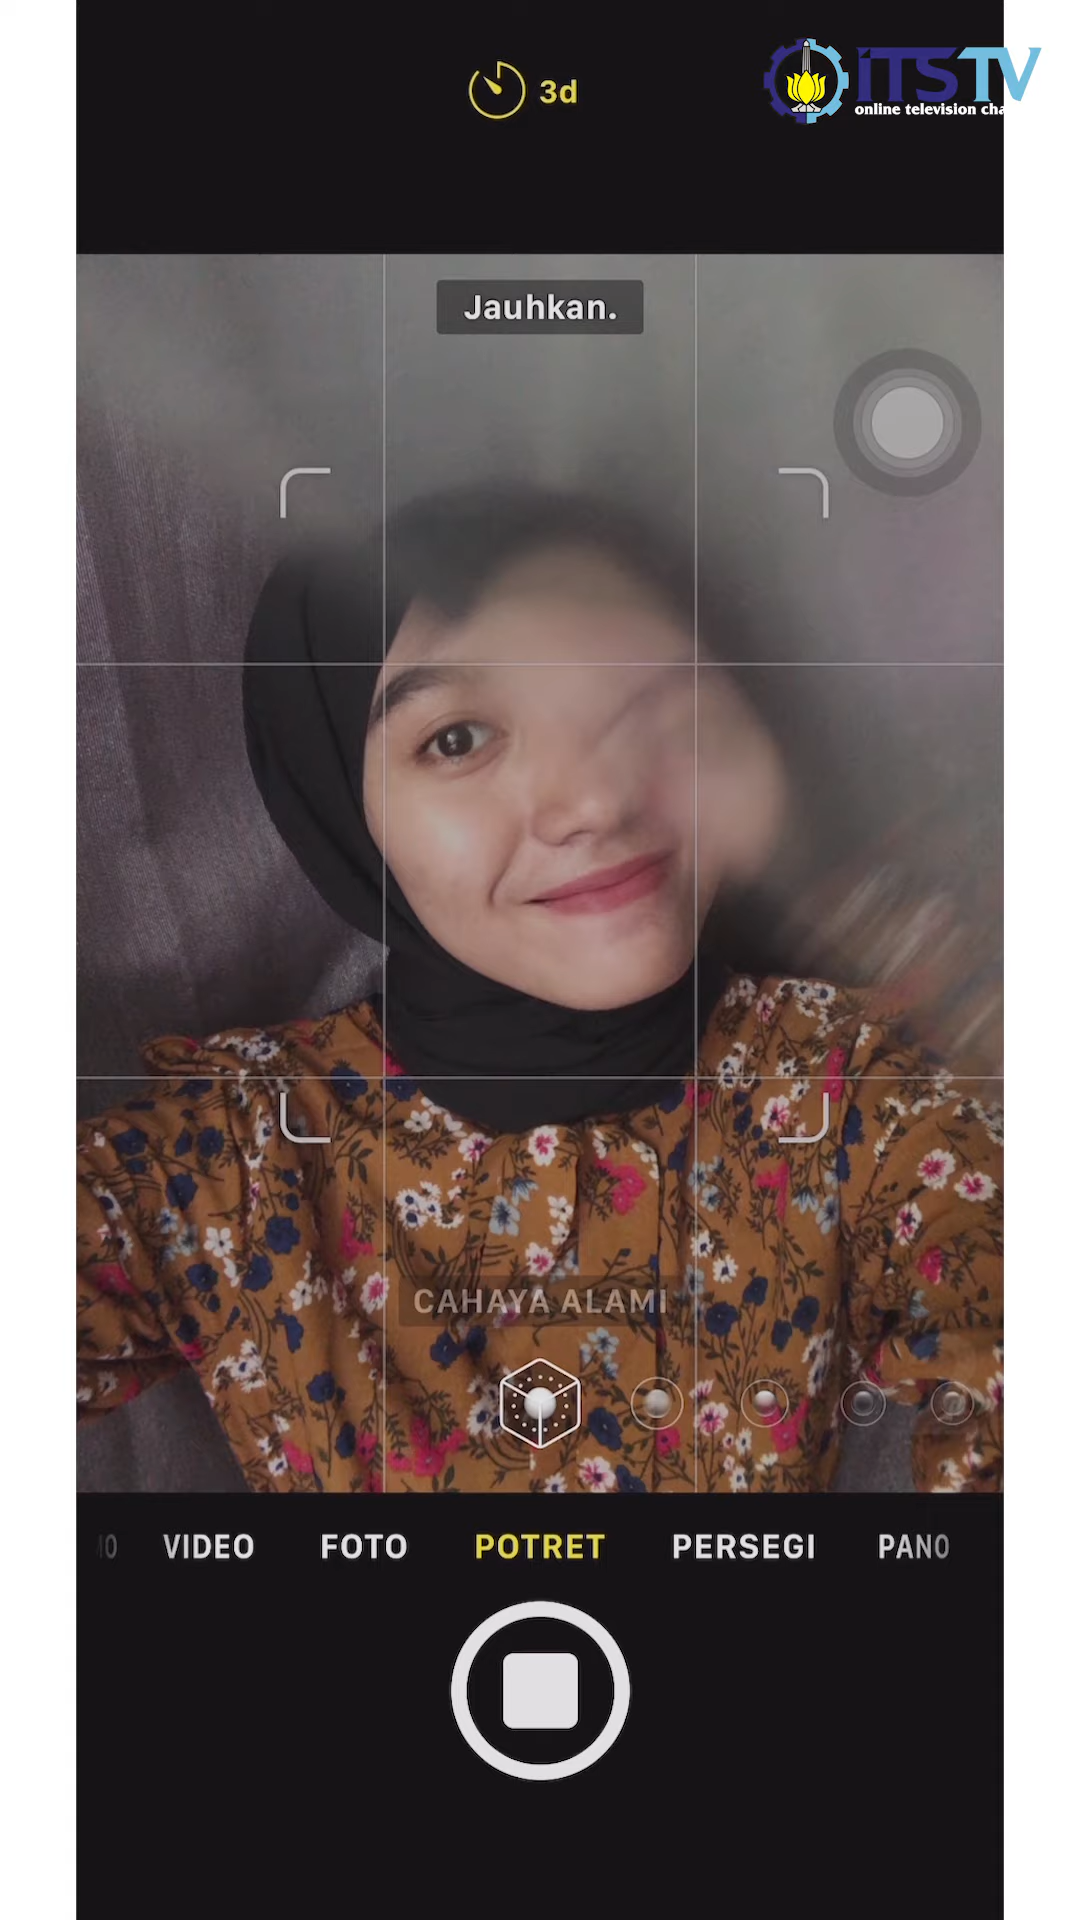 3d
iTSTV
online television cha
Jauhkan.
CAHAYA ALAMI
VIDEO FOTO POTRET PERSEGI PANO